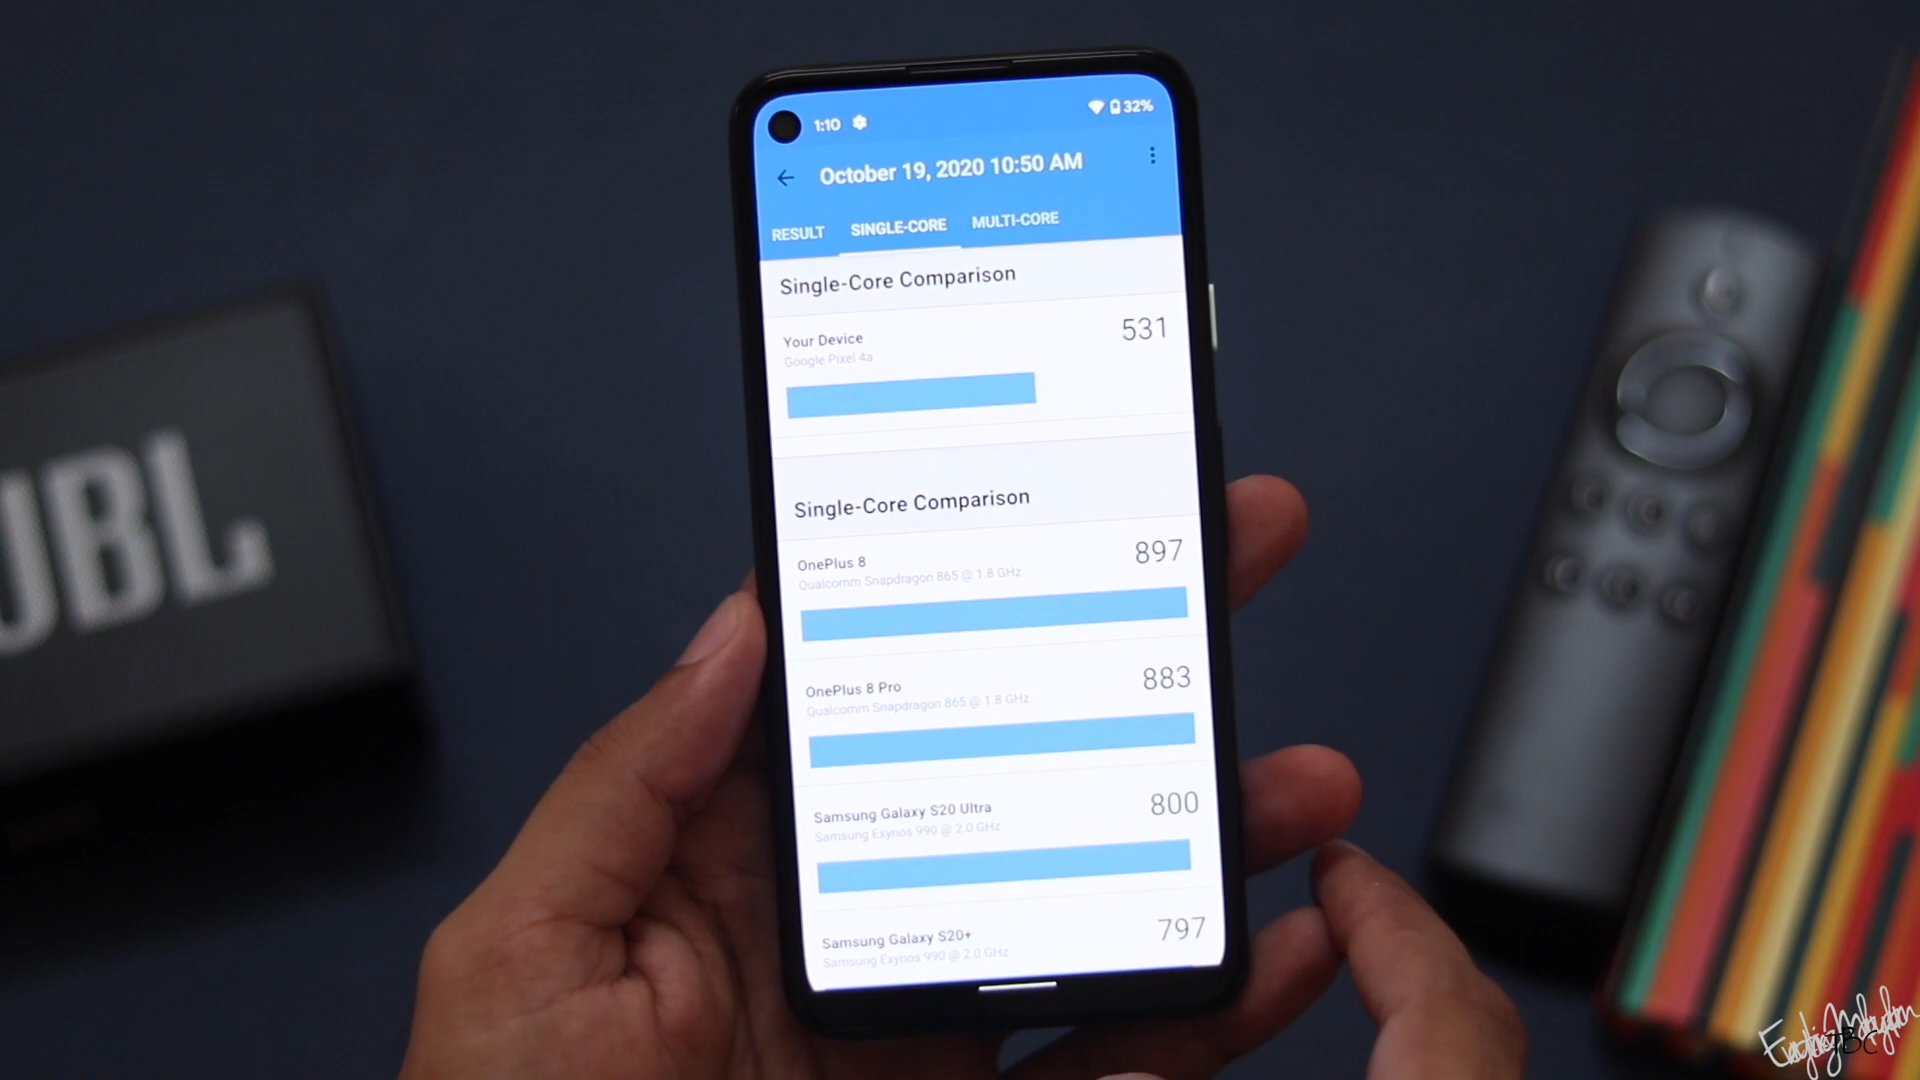 1:10 32%
October 19, 2020 10:50 AM
RESULT SINGLE-CORE MULTI-CORE
Single-Core Comparison
Your Device 531
Google Pixel 4a
Single-Core Comparison
OnePlus 8 897
Qualcomm Snapdragon 865 @ 1.8 GHz
OnePlus 8 Pro 883
Qualcomm Snapdragon 865 @ 1.8 GHz
Samsung Galaxy S20 Ultra 800
Samsung Exynos 990 @ 2.0 GHz
Samsung Galaxy S20+ 797
Samsung Exynos 990 @ 2.0 GHz
JBL